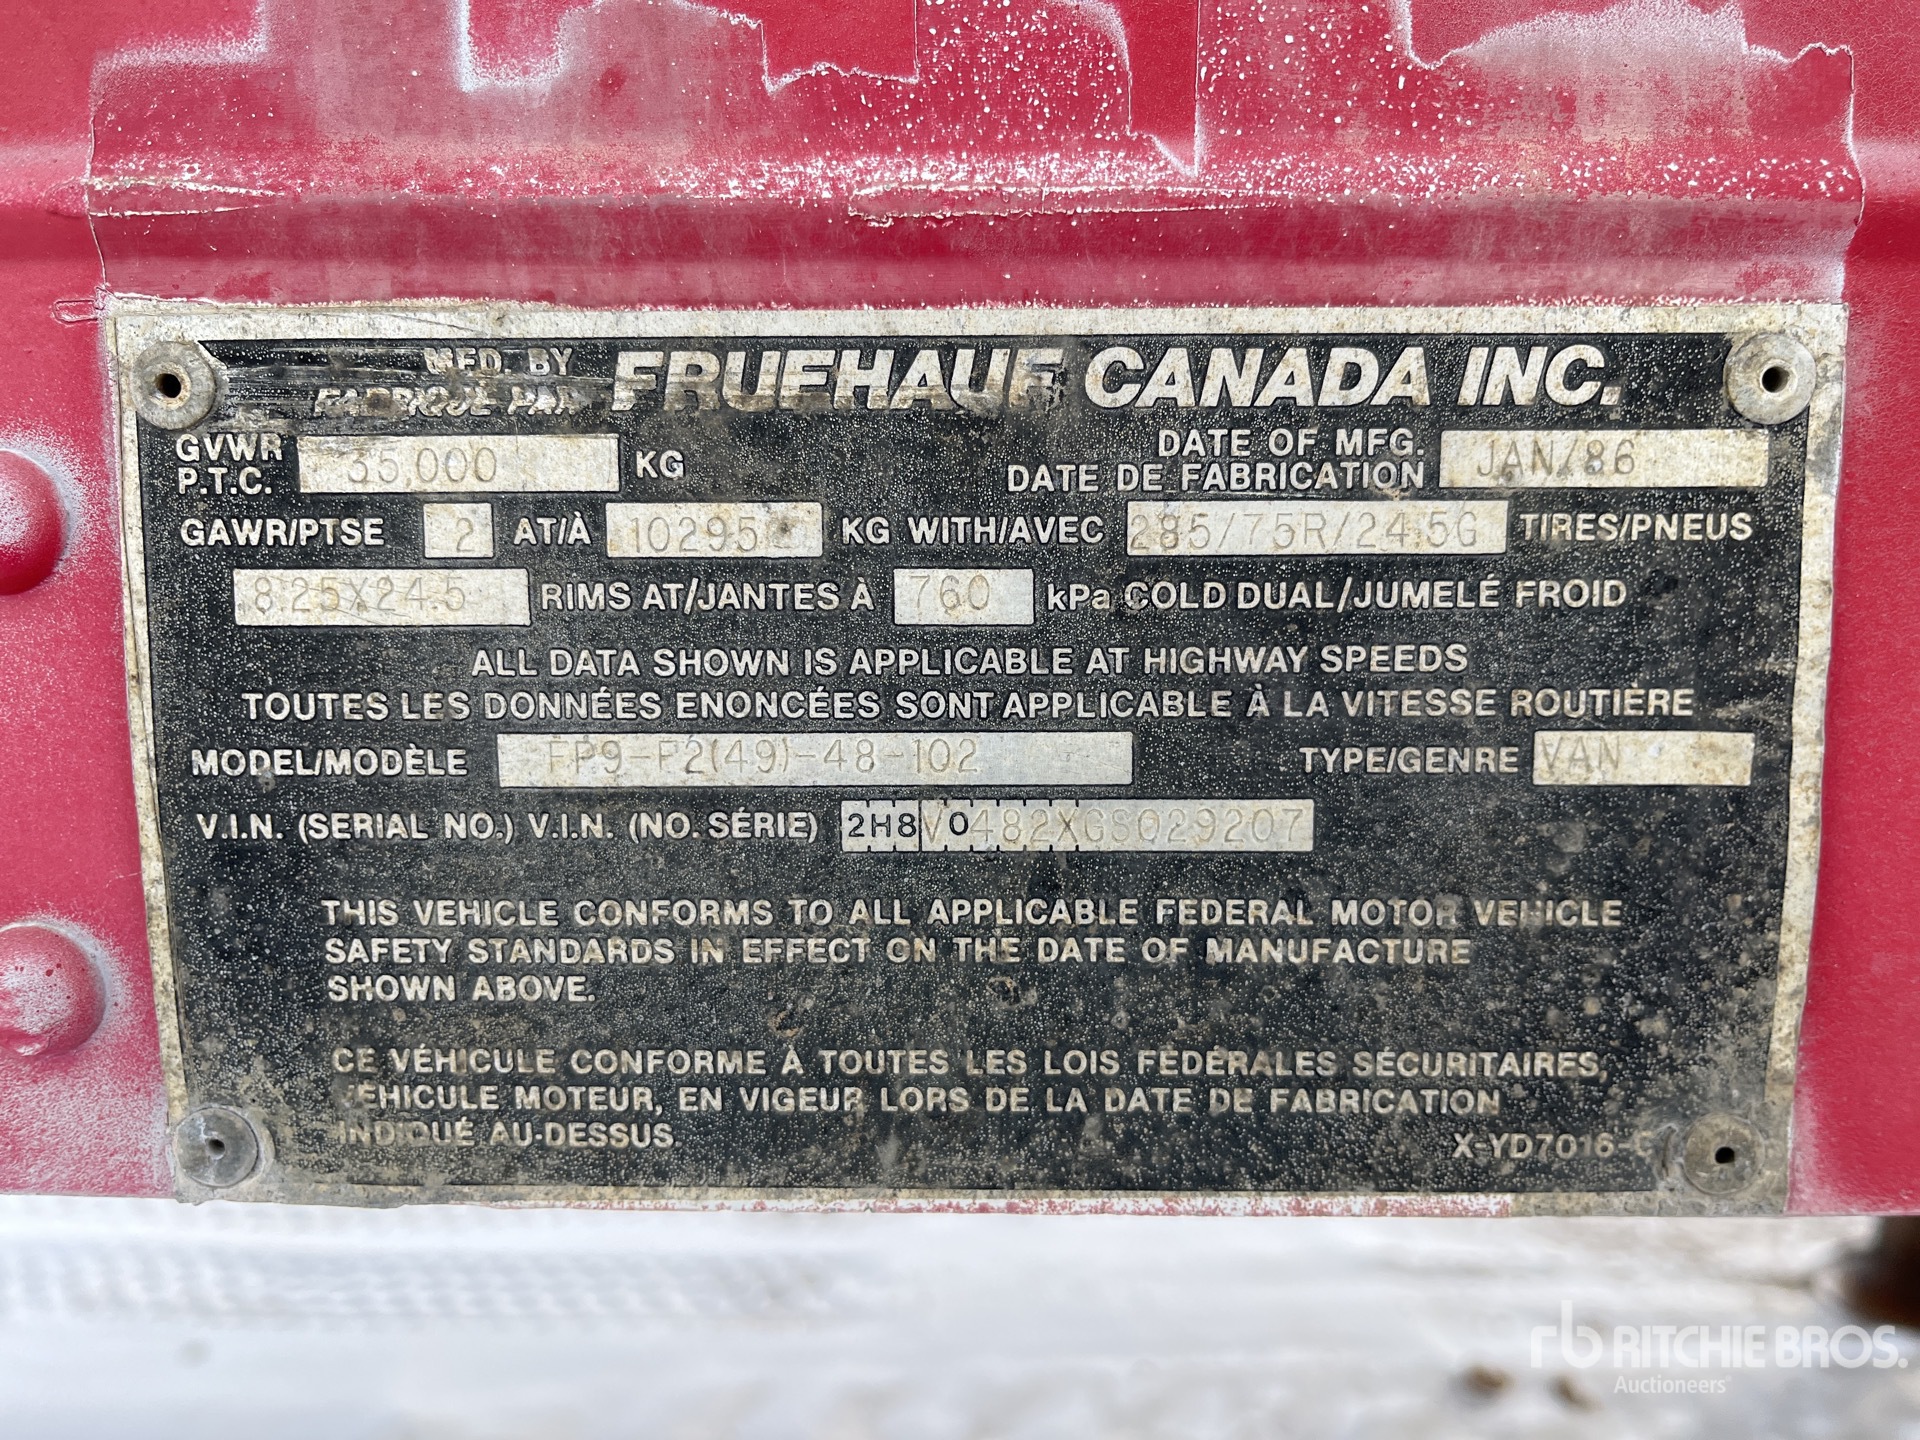 MFD. BY
FABRIQUÉ PAR FRUEHAUF CANADA INC.
GVWR
P.T.C. 35,000 KG DATE OF MFG.
DATE DE FABRICATION JAN/86
GAWR/PTSE 2 AT/À KG WITH/AVEC 285/75R/24.5G TIRES/PNEUS
8.25X24.5 RIMS AT/JANTES À 760 kPa COLD DUAL/JUMELÉ FROID
ALL DATA SHOWN IS APPLICABLE AT HIGHWAY SPEEDS
TOUTES LES DONNÉES ENONCÉES SONT APPLICABLE À LA VITESSE ROUTIÈRE
MODEL/MODÈLE FP9-F2(49)-48-102 TYPE/GENRE VAN
V.I.N. (SERIAL NO.) V.I.N. (NO. SÉRIE) 2H8V0482XGS029207
THIS VEHICLE CONFORMS TO ALL APPLICABLE FEDERAL MOTOR VEHICLE
SAFETY STANDARDS IN EFFECT ON THE DATE OF MANUFACTURE
SHOWN ABOVE.
CE VÉHICULE CONFORME À TOUTES LES LOIS FÉDÉRALES SÉCURITAIRES,
VÉHICULE MOTEUR, EN VIGEUR LORS DE LA DATE DE FABRICATION
INDIQUÉ AU-DESSUS.
X-YD7016-C
rb RITCHIE BROS.
Auctioneers